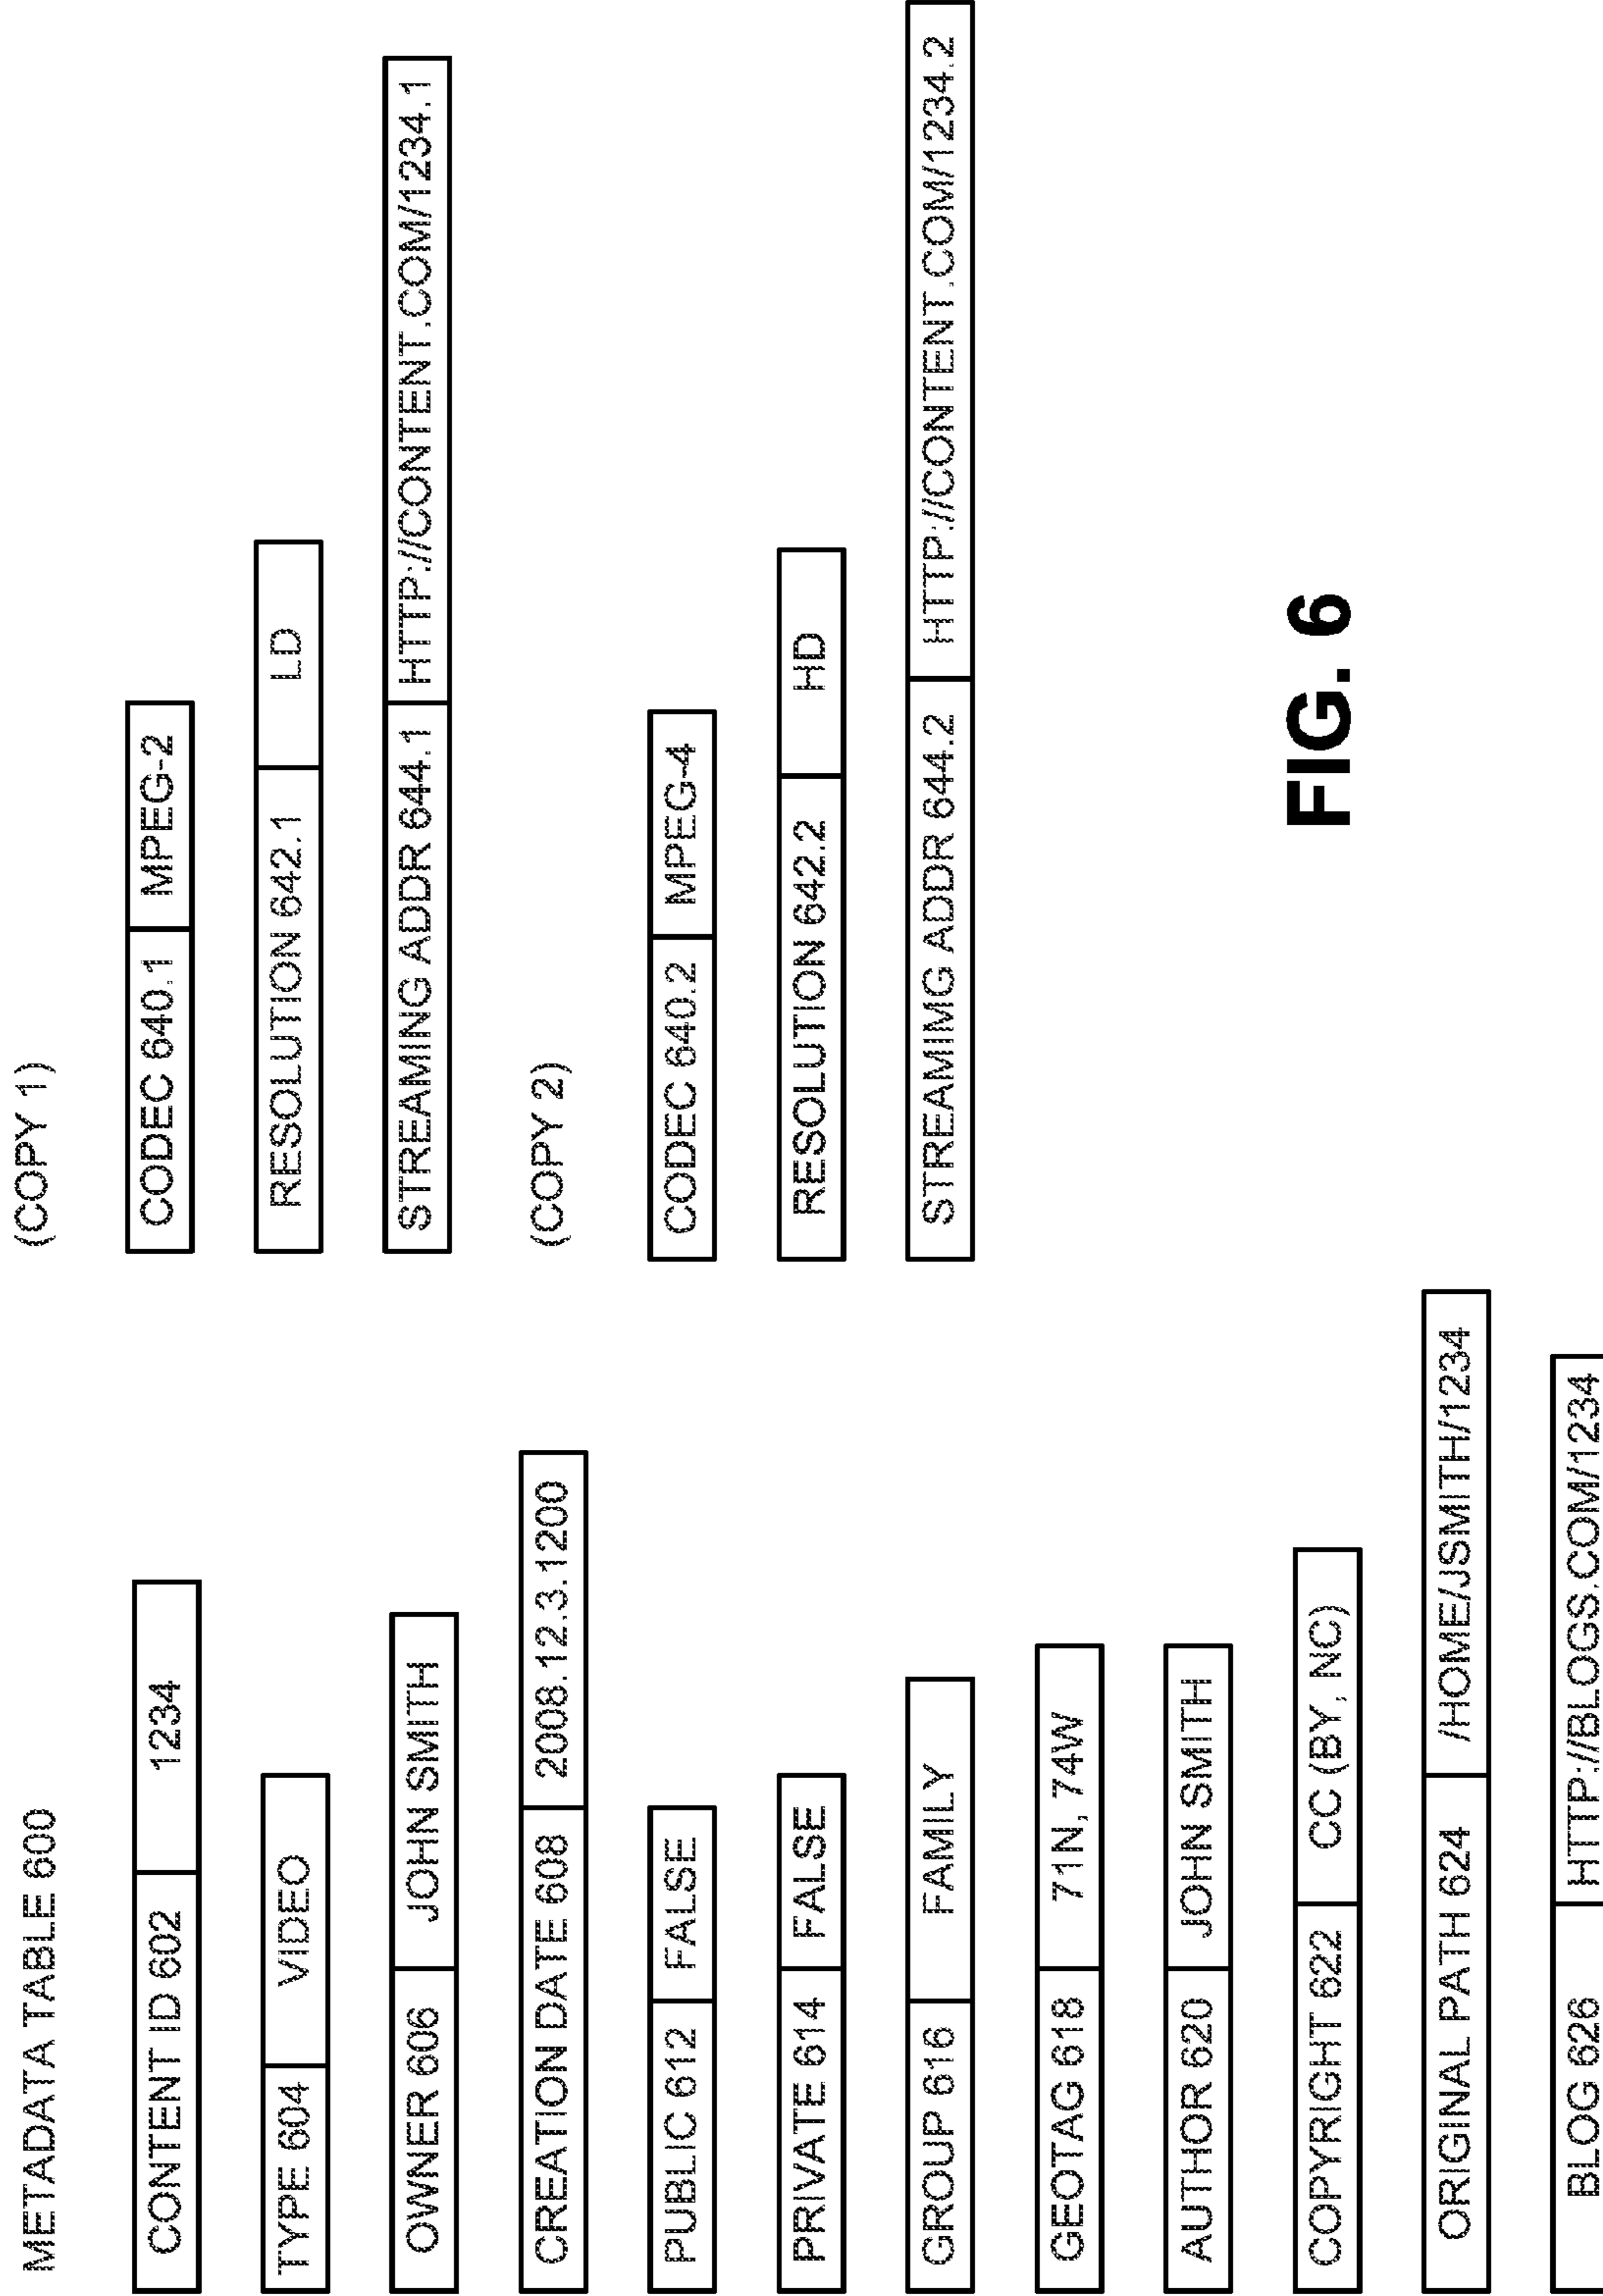 METADATA TABLE 600
CONTENT ID 602 1234
TYPE 604 VIDEO
OWNER 606 JOHN SMITH
CREATION DATE 608 2008.12.3.1200
PUBLIC 612 FALSE
PRIVATE 614 FALSE
GROUP 616 FAMILY
GEOTAG 618 71N, 74W
AUTHOR 620 JOHN SMITH
COPYRIGHT 622 CC (BY, NC)
ORIGINAL PATH 624 /HOME/JSMITH/1234
BLOG 626 HTTP://BLOGS.COM/1234
(COPY 1)
CODEC 640.1 MPEG-2
RESOLUTION 642.1 LD
STREAMING ADDR 644.1 HTTP://CONTENT.COM/1234.1
(COPY 2)
CODEC 640.2 MPEG-4
RESOLUTION 642.2 HD
STREAMIMG ADDR 644.2 HTTP://CONTENT.COM/1234.2
FIG. 6